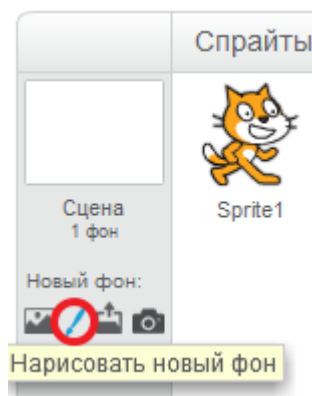 Спрайты
Сцена
1 фон
Sprite1
Новый фон:
Нарисовать новый фон